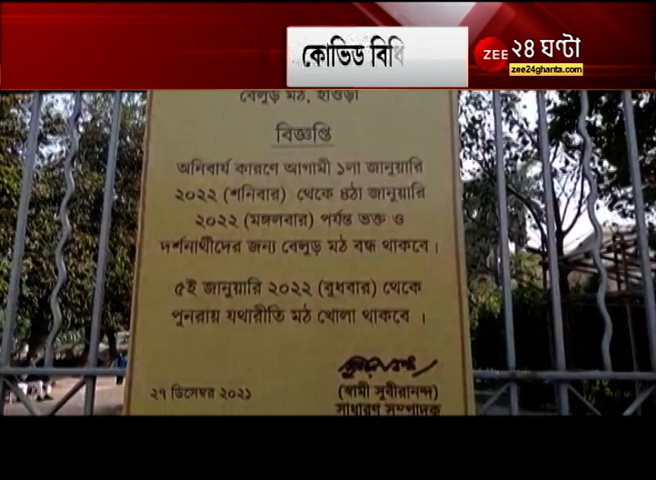 কোভিড বিধি
ZEE ২৪ ঘণ্টা
zee24ghanta.com
বেলুড় মঠ, হাওড়া
বিজ্ঞপ্তি
অনিবার্য কারণে আগামী ১লা জানুয়ারি
২০২২ (শনিবার) থেকে ৪ঠা জানুয়ারি
২০২২ (মঙ্গলবার) পর্যন্ত ভক্ত ও
দর্শনার্থীদের জন্য বেলুড় মঠ বন্ধ থাকবে।
৫ই জানুয়ারি ২০২২ (বুধবার) থেকে
পুনরায় যথারীতি মঠ খোলা থাকবে ।
২৭ ডিসেম্বর ২০২১
(স্বামী সুবীরানন্দ)
সাধারণ সম্পাদক